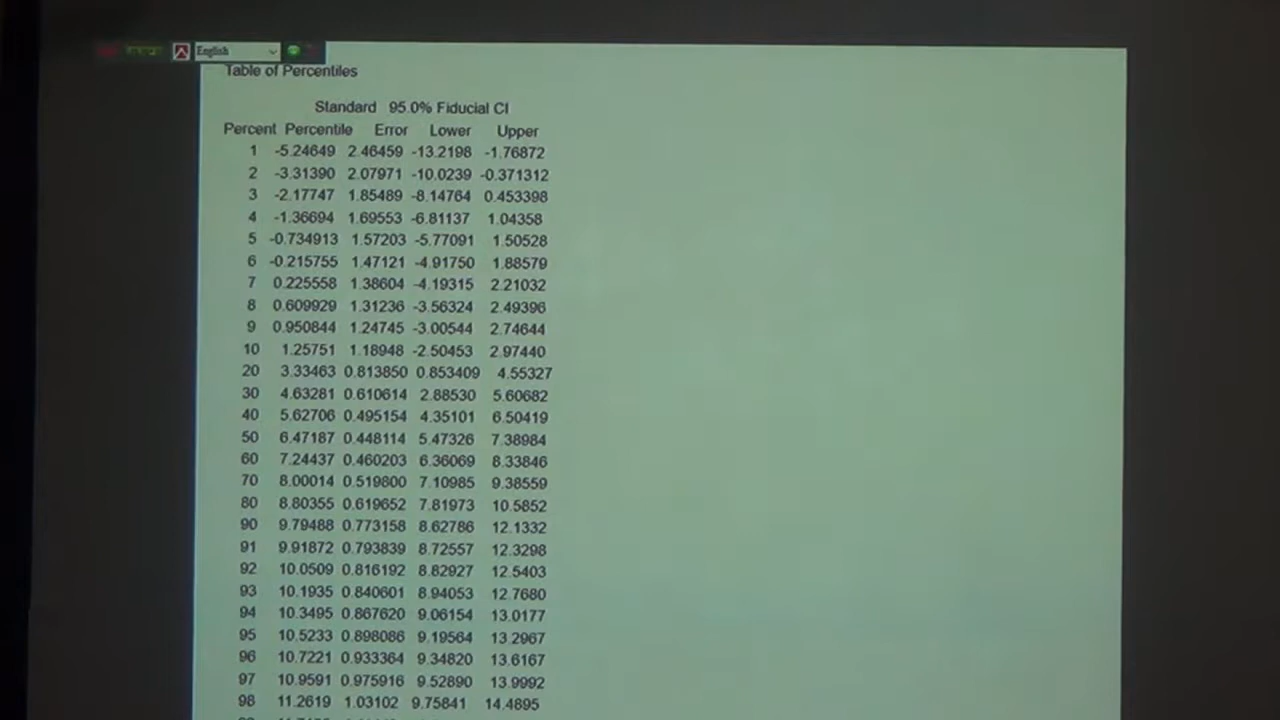 English
Table of Percentiles
Standard 95.0% Fiducial CI
Percent Percentile Error Lower Upper
1 -5.24649 2.46459 -13.2198 -1.76872
2 -3.31390 2.07971 -10.0239 -0.371312
3 -2.17747 1.85489 -8.14764 0.453398
4 -1.36694 1.69553 -6.81137 1.04358
5 -0.734913 1.57203 -5.77091 1.50528
6 -0.215755 1.47121 -4.91750 1.88579
7 0.225558 1.38604 -4.19315 2.21032
8 0.609929 1.31236 -3.56324 2.49396
9 0.950844 1.24745 -3.00544 2.74644
10 1.25751 1.18948 -2.50453 2.97440
20 3.33463 0.813850 0.853409 4.55327
30 4.63281 0.610614 2.88530 5.60682
40 5.62706 0.495154 4.35101 6.50419
50 6.47187 0.448114 5.47326 7.38984
60 7.24437 0.460203 6.36069 8.33846
70 8.00014 0.519800 7.10985 9.38559
80 8.80355 0.619652 7.81973 10.5852
90 9.79488 0.773158 8.62786 12.1332
91 9.91872 0.793839 8.72557 12.3298
92 10.0509 0.816192 8.82927 12.5403
93 10.1935 0.840601 8.94053 12.7680
94 10.3495 0.867620 9.06154 13.0177
95 10.5233 0.898086 9.19564 13.2967
96 10.7221 0.933364 9.34820 13.6167
97 10.9591 0.975916 9.52890 13.9992
98 11.2619 1.03102 9.75841 14.4895